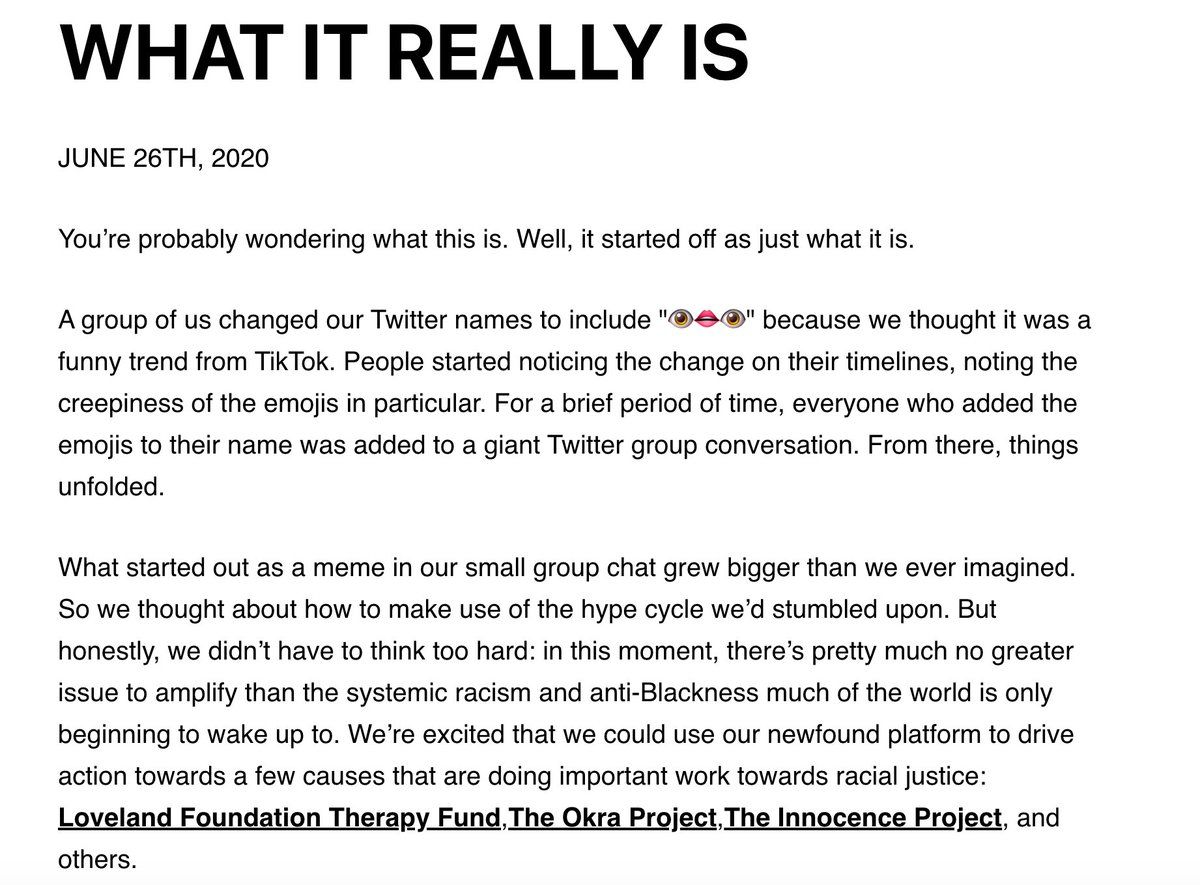 WHAT IT REALLY IS
JUNE 26TH, 2020
You’re probably wondering what this is. Well, it started off as just what it is.
A group of us changed our Twitter names to include "👁👄👁" because we thought it was a
funny trend from TikTok. People started noticing the change on their timelines, noting the
creepiness of the emojis in particular. For a brief period of time, everyone who added the
emojis to their name was added to a giant Twitter group conversation. From there, things
unfolded.
What started out as a meme in our small group chat grew bigger than we ever imagined.
So we thought about how to make use of the hype cycle we’d stumbled upon. But
honestly, we didn’t have to think too hard: in this moment, there’s pretty much no greater
issue to amplify than the systemic racism and anti-Blackness much of the world is only
beginning to wake up to. We’re excited that we could use our newfound platform to drive
action towards a few causes that are doing important work towards racial justice:
Loveland Foundation Therapy Fund,The Okra Project,The Innocence Project, and
others.